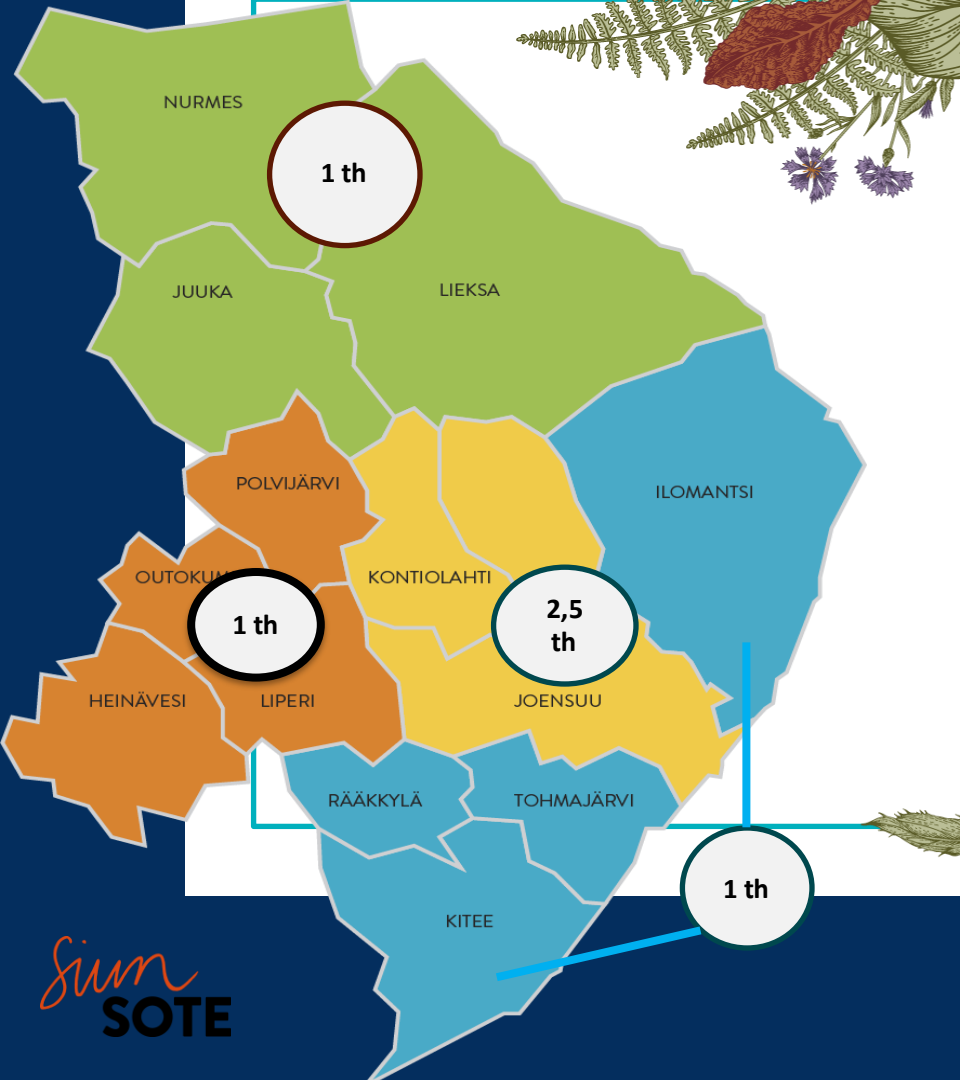 NURMES
1 th
JUUKA
LIEKSA
POLVIJÄRVI
ILOMANTSI
OUTOKUM
KONTIOLAHTI
1 th
2,5
th
HEINÄVESI
LIPERI
JOENSUU
RÄÄKKYLÄ
TOHMAJÄRVI
1 th
KITEE
Siun
SOTE